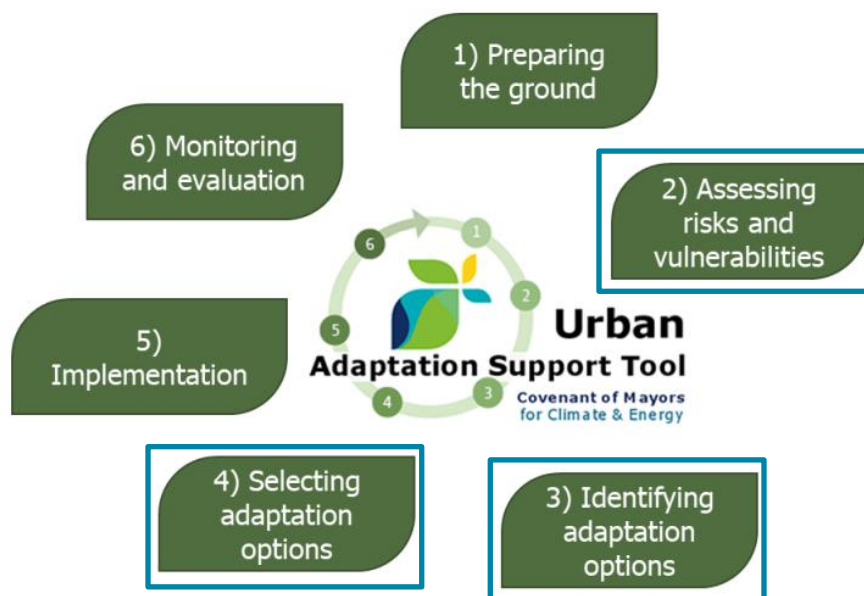 1) Preparing
the ground
2) Assessing
risks and
vulnerabilities
3) Identifying
adaptation
options
4) Selecting
adaptation
options
5)
Implementation
6) Monitoring
and evaluation
1
2
3
4
5
6
Urban
Adaptation Support Tool
Covenant of Mayors
for Climate & Energy